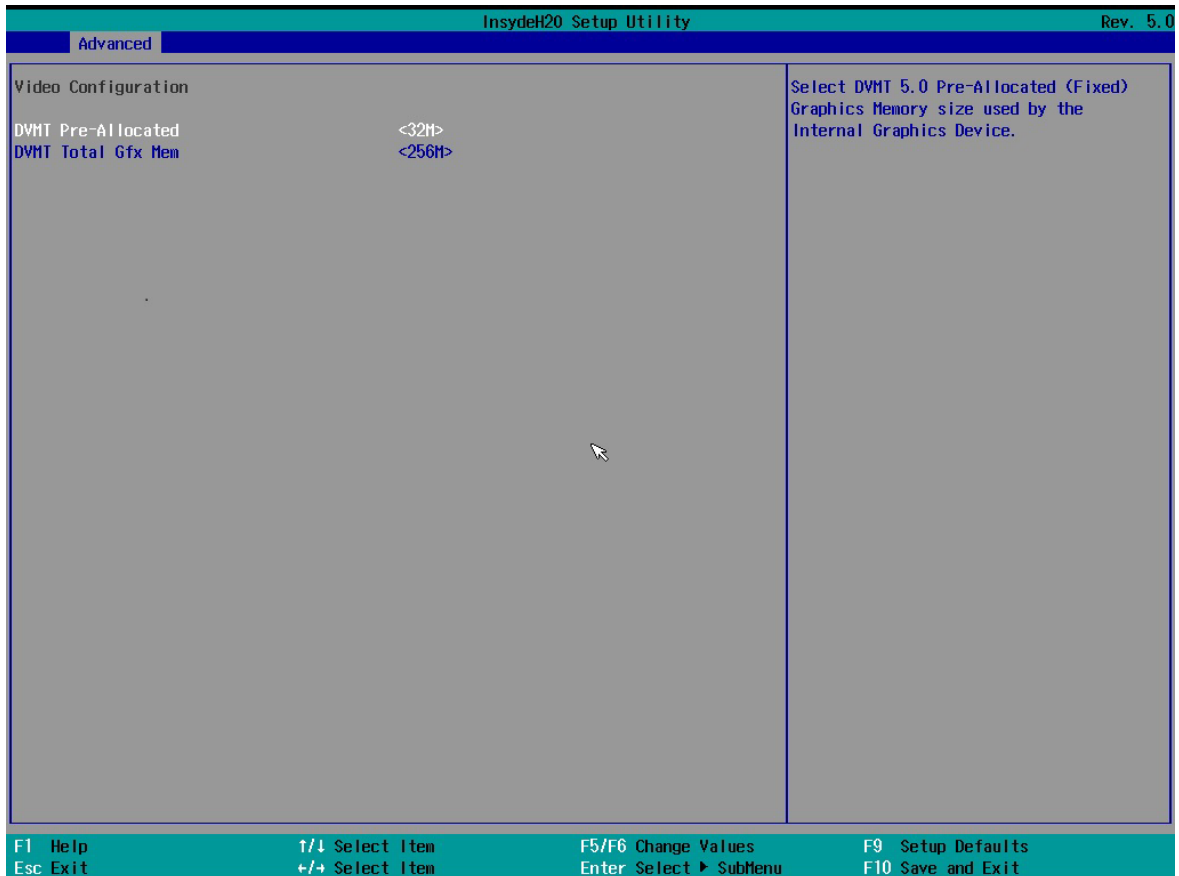 InsydeH20 Setup Utility Rev. 5.0
Advanced
Video Configuration
DVMT Pre-Allocated <32M>
DVMT Total Gfx Mem <256M>
Select DVMT 5.0 Pre-Allocated (Fixed)
Graphics Memory size used by the
Internal Graphics Device.
F1 Help ↑/↓ Select Item F5/F6 Change Values F9 Setup Defaults
Esc Exit ←/→ Select Item Enter Select ▶ SubMenu F10 Save and Exit